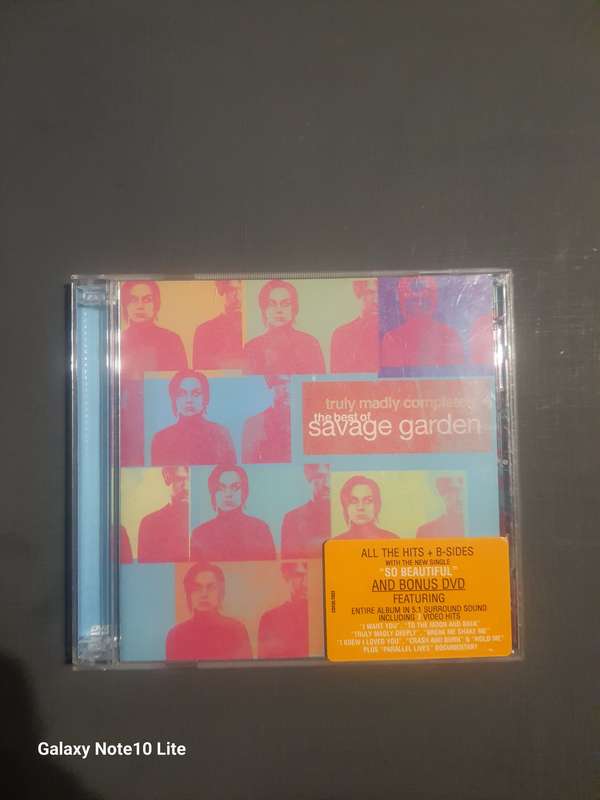 truly madly completely
the best of
savage garden
ALL THE HITS + B-SIDES
WITH THE NEW SINGLE
"SO BEAUTIFUL"
AND BONUS DVD
FEATURING
ENTIRE ALBUM IN 5.1 SURROUND SOUND
INCLUDING 7 VIDEO HITS
"I WANT YOU" . "TO THE MOON AND BACK"
"TRULY MADLY DEEPLY" . "BREAK ME SHAKE ME"
"I KNEW I LOVED YOU" . "CRASH AND BURN" & "HOLD ME"
PLUS "PARALLEL LIVES" DOCUMENTARY
Galaxy Note10 Lite